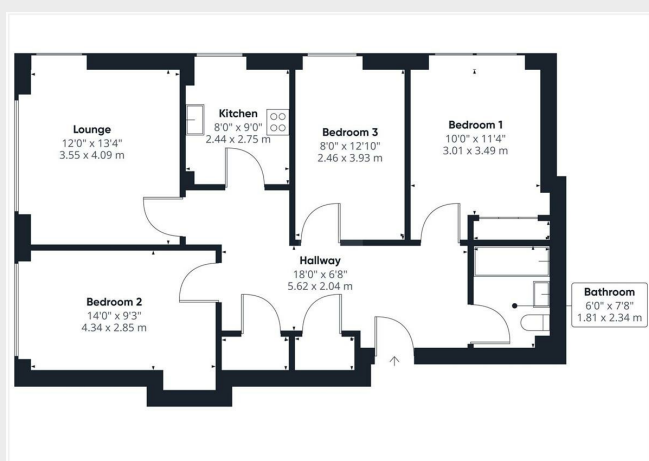 Lounge
12'0" x 13'4"
3.55 x 4.09 m
Kitchen
8'0" x 9'0"
2.44 x 2.75 m
Bedroom 3
8'0" x 12'10"
2.46 x 3.93 m
Bedroom 1
10'0" x 11'4"
3.01 x 3.49 m
Hallway
18'0" x 6'8"
5.62 x 2.04 m
Bedroom 2
14'0" x 9'3"
4.34 x 2.85 m
Bathroom
6'0" x 7'8"
1.81 x 2.34 m